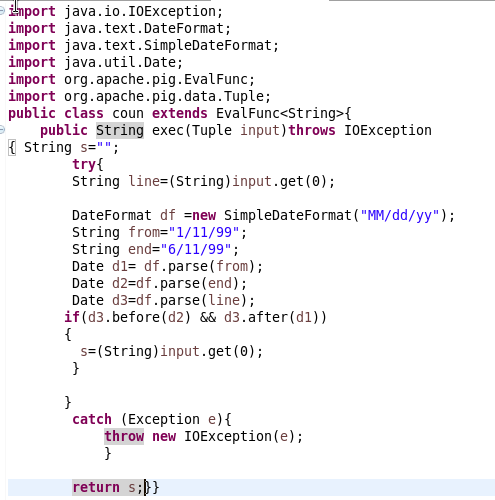 import java.io.IOException;
import java.text.DateFormat;
import java.text.SimpleDateFormat;
import java.util.Date;
import org.apache.pig.EvalFunc;
import org.apache.pig.data.Tuple;
public class coun extends EvalFunc<String>{
    public String exec(Tuple input)throws IOException
{ String s="";
        try{
        String line=(String)input.get(0);

        DateFormat df =new SimpleDateFormat("MM/dd/yy");
        String from="1/11/99";
        String end="6/11/99";
        Date d1= df.parse(from);
        Date d2=df.parse(end);
        Date d3=df.parse(line);
       if(d3.before(d2) && d3.after(d1))
       {
         s=(String)input.get(0);
        }

       }
        catch (Exception e){
            throw new IOException(e);
            }

        return s;}}